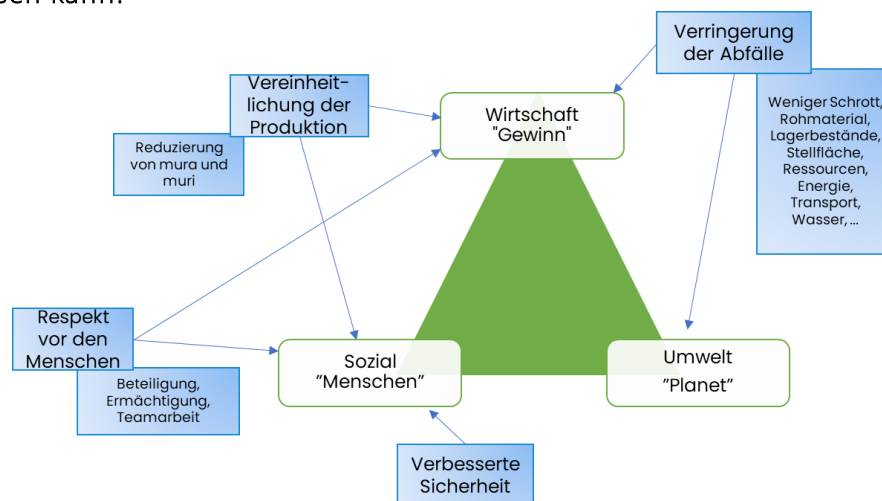 kann:
Verringerung
der Abfälle
Weniger Schrott,
Rohmaterial,
Lagerbestände,
Stellfläche,
Ressourcen,
Energie,
Transport,
Wasser, ...
Vereinheit-
lichung der
Produktion
Reduzierung
von mura und
muri
Wirtschaft
"Gewinn"
Respekt
vor den
Menschen
Beteiligung,
Ermächtigung,
Teamarbeit
Sozial
"Menschen"
Umwelt
"Planet"
Verbesserte
Sicherheit